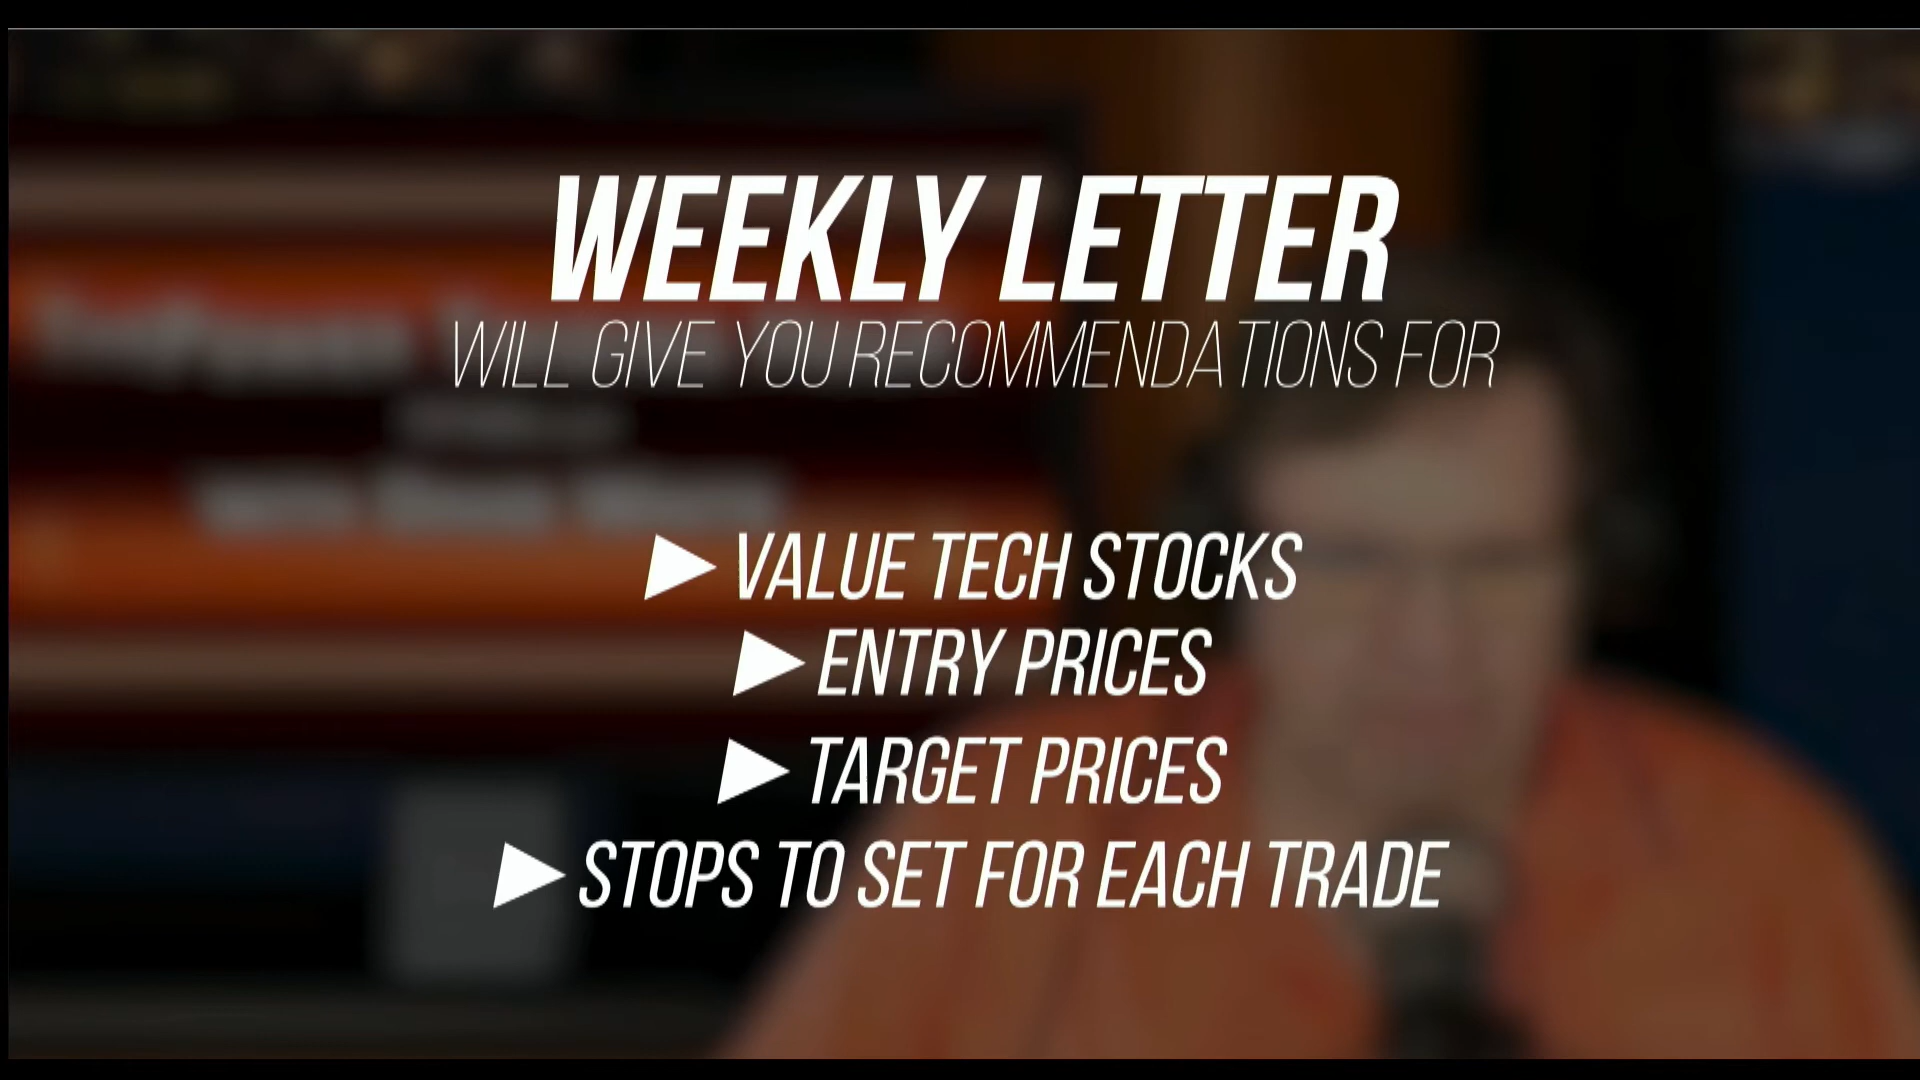 WEEKLY LETTER
WILL GIVE YOU RECOMMENDATIONS FOR
▶ VALUE TECH STOCKS
▶ ENTRY PRICES
▶ TARGET PRICES
▶ STOPS TO SET FOR EACH TRADE